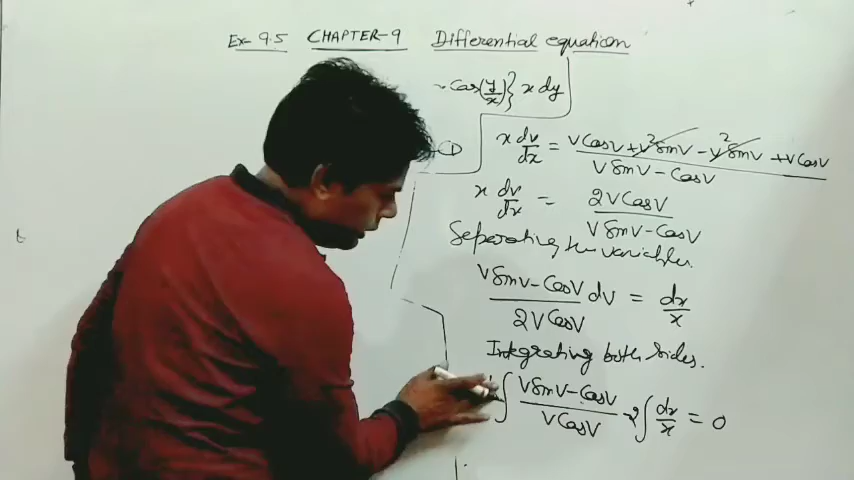 Ex- 9.5 CHAPTER-9 Differential equation
- Cos(y/x)} x dy
x dv/dx = (vCosv + v²Sinv - v²Sinv + vCosv)/(vSinv - Cosv)
x dv/dx = 2vCosv/(vSinv - Cosv)
Seperating the variables.
(vSinv - Cosv)/(2vCosv) dv = dx/x
Integrating both sides.
∫ (vSinv - Cosv)/(vCosv) - 2∫ dx/x = 0